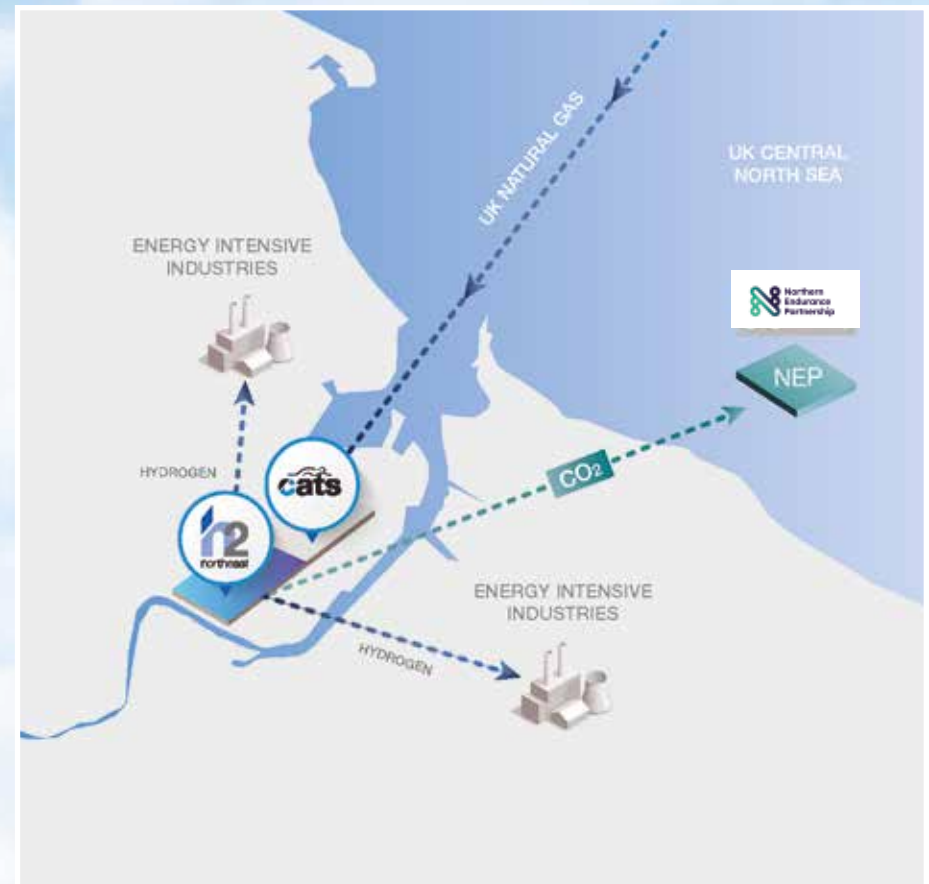 UK NATURAL GAS
UK CENTRAL
NORTH SEA
ENERGY INTENSIVE
INDUSTRIES
Northern
Endurance
Partnership
NEP
HYDROGEN
cats
CO2
h2
northeast
ENERGY INTENSIVE
INDUSTRIES
HYDROGEN